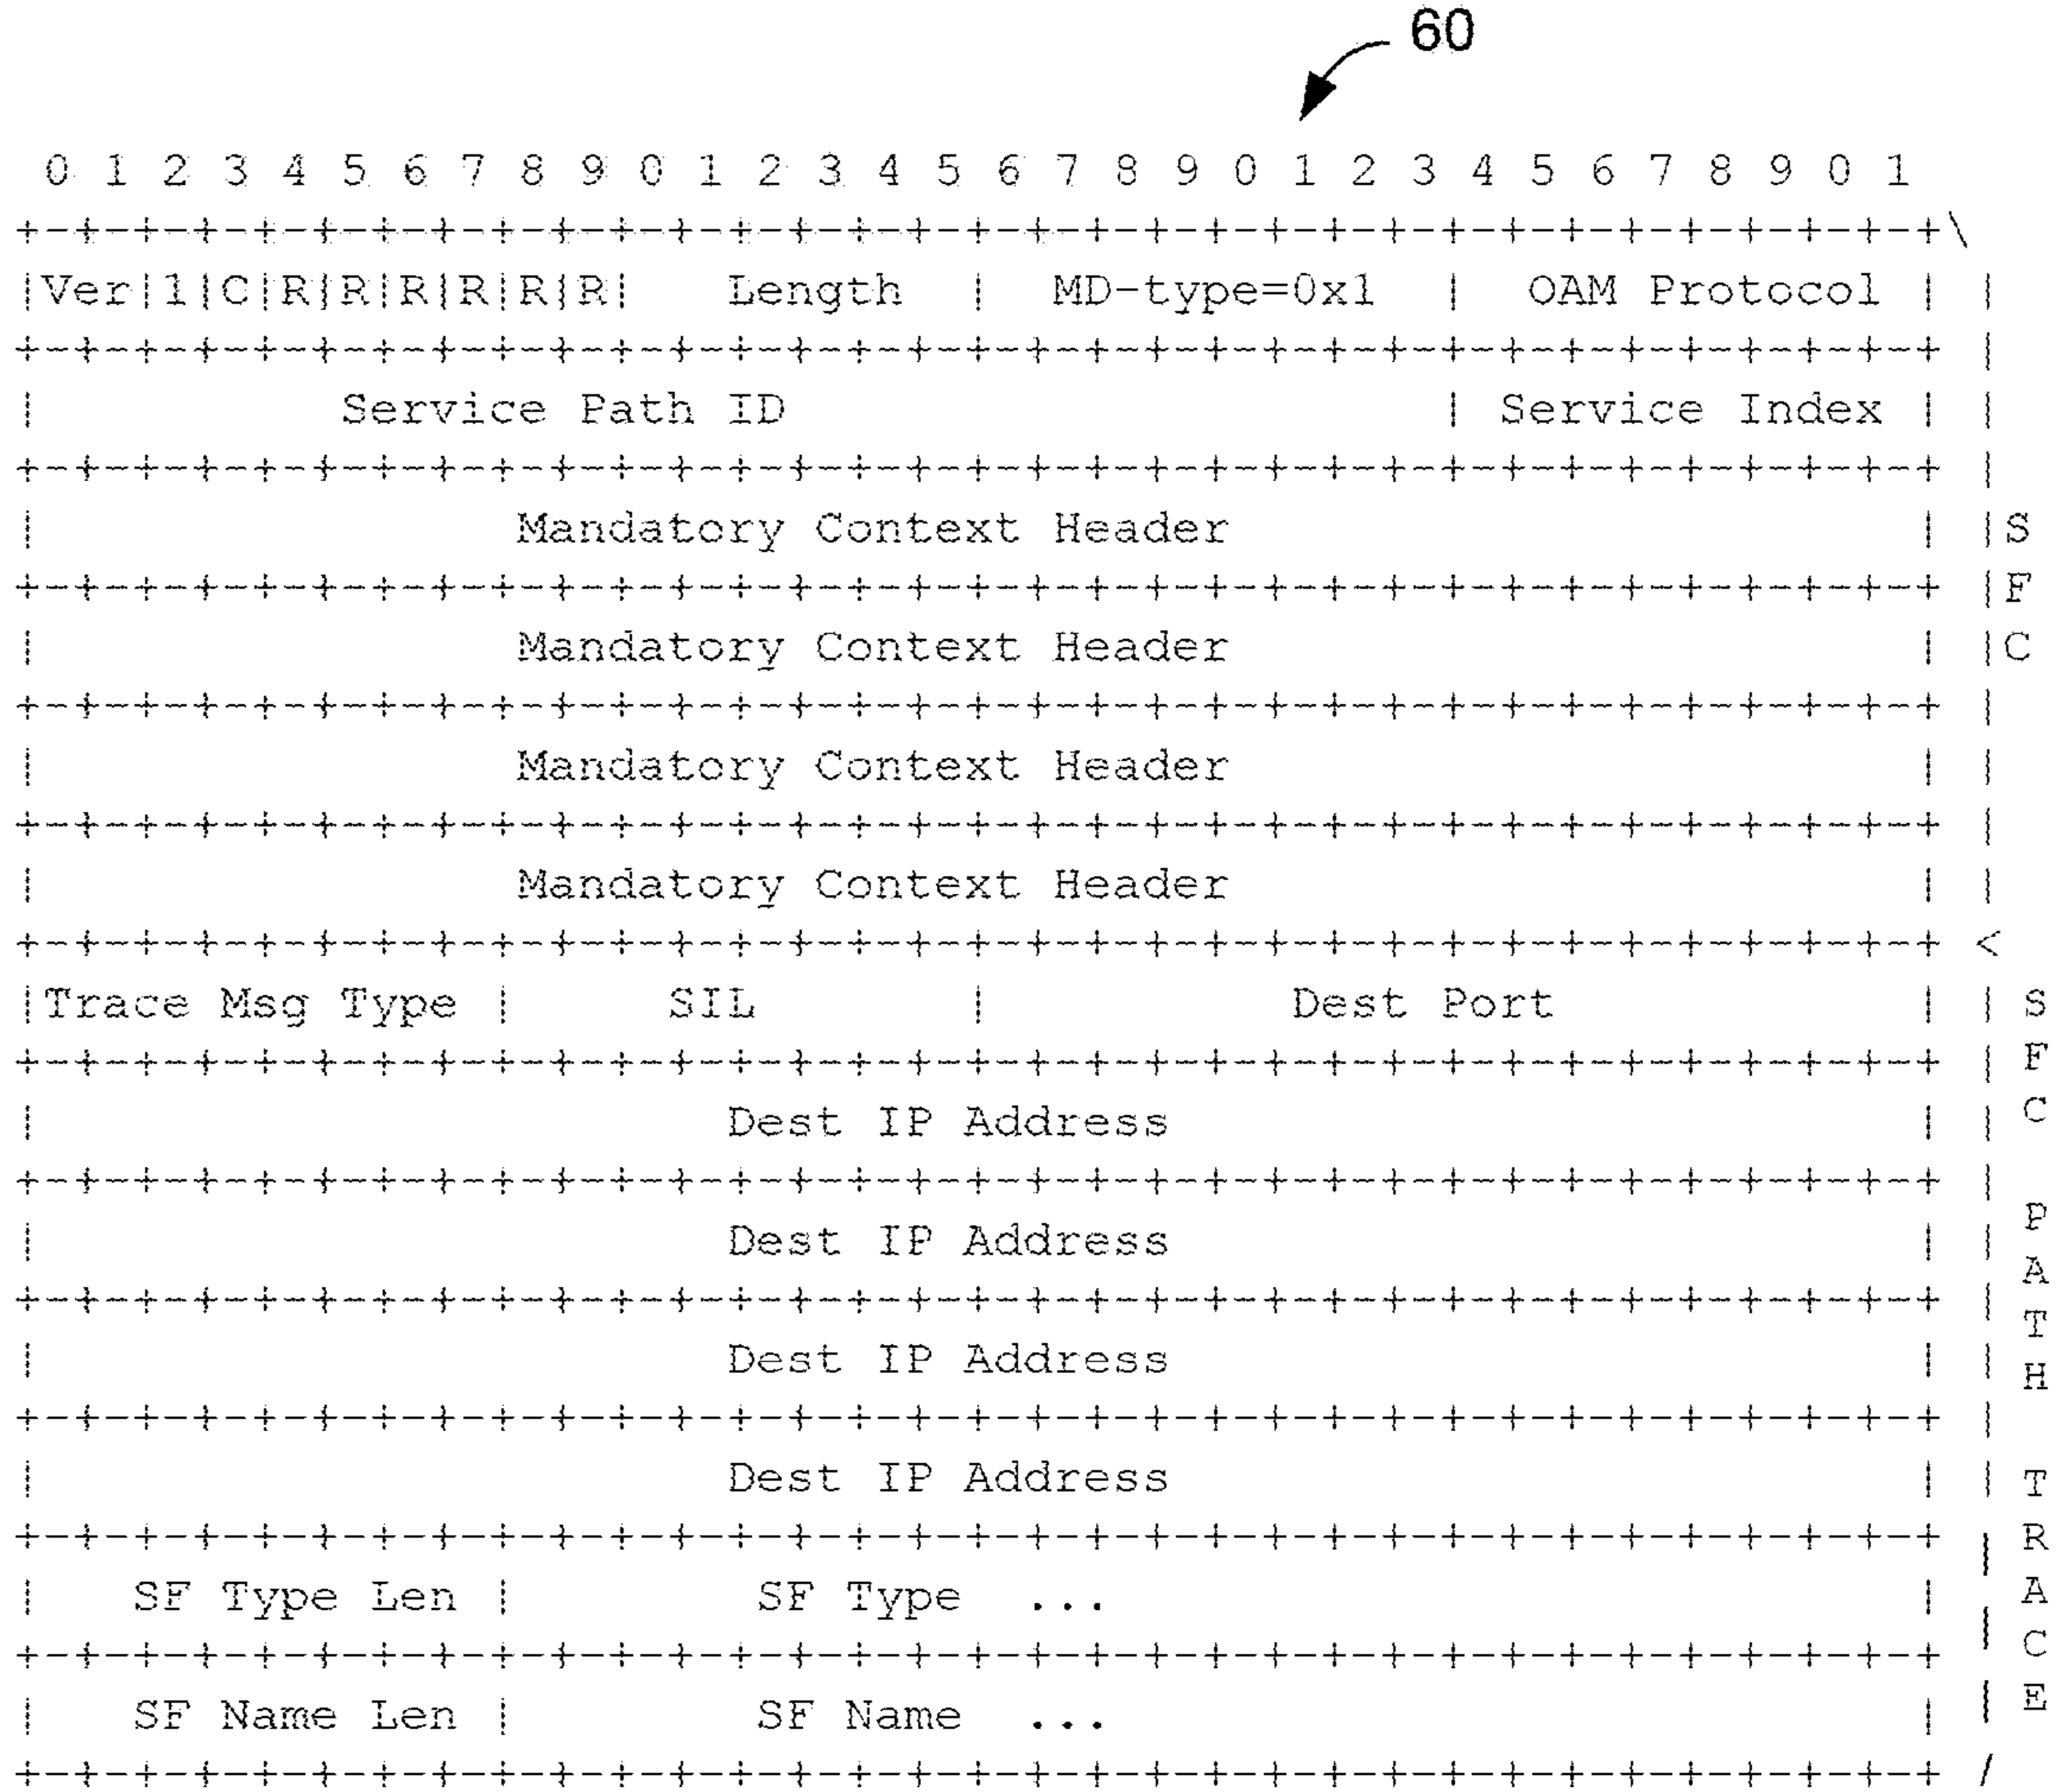 60
 0 1 2 3 4 5 6 7 8 9 0 1 2 3 4 5 6 7 8 9 0 1 2 3 4 5 6 7 8 9 0 1
+-+-+-+-+-+-+-+-+-+-+-+-+-+-+-+-+-+-+-+-+-+-+-+-+-+-+-+-+-+-+-+-+\
|Ver|1|C|R|R|R|R|R|R|   Length  |  MD-type=0x1  |  OAM Protocol | |
+-+-+-+-+-+-+-+-+-+-+-+-+-+-+-+-+-+-+-+-+-+-+-+-+-+-+-+-+-+-+-+-+ |
|          Service Path ID                      | Service Index | |
+-+-+-+-+-+-+-+-+-+-+-+-+-+-+-+-+-+-+-+-+-+-+-+-+-+-+-+-+-+-+-+-+ |
|                Mandatory Context Header                       | |S
+-+-+-+-+-+-+-+-+-+-+-+-+-+-+-+-+-+-+-+-+-+-+-+-+-+-+-+-+-+-+-+-+ |F
|                Mandatory Context Header                       | |C
+-+-+-+-+-+-+-+-+-+-+-+-+-+-+-+-+-+-+-+-+-+-+-+-+-+-+-+-+-+-+-+-+ |
|                Mandatory Context Header                       | |
+-+-+-+-+-+-+-+-+-+-+-+-+-+-+-+-+-+-+-+-+-+-+-+-+-+-+-+-+-+-+-+-+ |
|                Mandatory Context Header                       | |
+-+-+-+-+-+-+-+-+-+-+-+-+-+-+-+-+-+-+-+-+-+-+-+-+-+-+-+-+-+-+-+-+ <
|Trace Msg Type |     SIL       |          Dest Port            | | S
+-+-+-+-+-+-+-+-+-+-+-+-+-+-+-+-+-+-+-+-+-+-+-+-+-+-+-+-+-+-+-+-+ | F
|                       Dest IP Address                         | | C
+-+-+-+-+-+-+-+-+-+-+-+-+-+-+-+-+-+-+-+-+-+-+-+-+-+-+-+-+-+-+-+-+ |
|                       Dest IP Address                         | | P
+-+-+-+-+-+-+-+-+-+-+-+-+-+-+-+-+-+-+-+-+-+-+-+-+-+-+-+-+-+-+-+-+ | A
|                       Dest IP Address                         | | T H
+-+-+-+-+-+-+-+-+-+-+-+-+-+-+-+-+-+-+-+-+-+-+-+-+-+-+-+-+-+-+-+-+ |
|                       Dest IP Address                         | | T
+-+-+-+-+-+-+-+-+-+-+-+-+-+-+-+-+-+-+-+-+-+-+-+-+-+-+-+-+-+-+-+-+ | R
|   SF Type Len |        SF Type  ...                           | | A
+-+-+-+-+-+-+-+-+-+-+-+-+-+-+-+-+-+-+-+-+-+-+-+-+-+-+-+-+-+-+-+-+ | C
|   SF Name Len |        SF Name  ...                           | | E
+-+-+-+-+-+-+-+-+-+-+-+-+-+-+-+-+-+-+-+-+-+-+-+-+-+-+-+-+-+-+-+-+ /